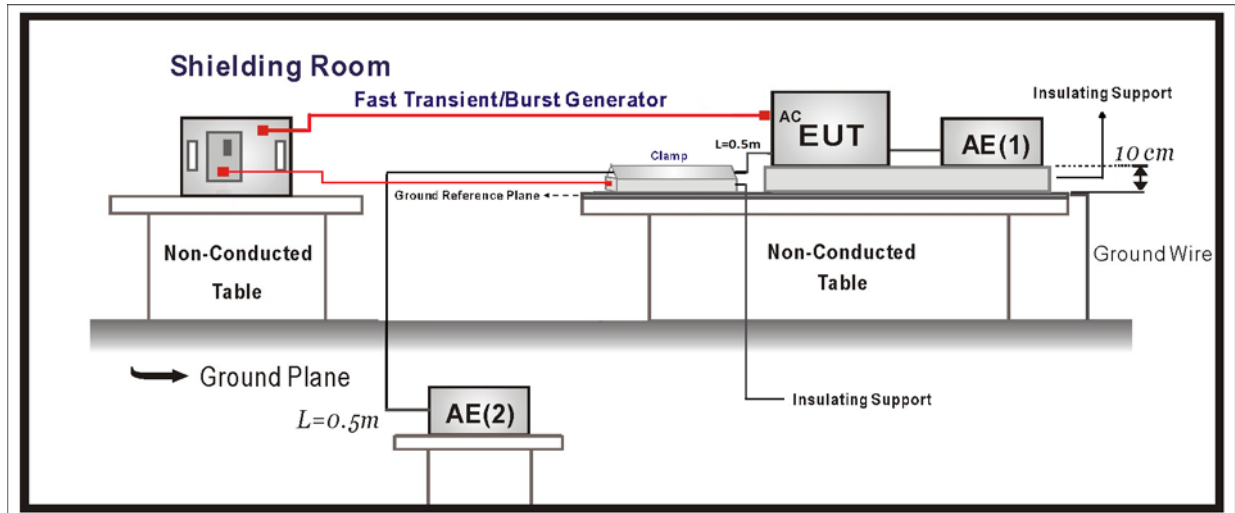 Shielding Room
Fast Transient/Burst Generator
Insulating Support
AC
EUT
AE(1)
10 cm
L=0.5m
Clamp
Ground Reference Plane
Non-Conducted
Table
Non-Conducted
Table
Ground Wire
Ground Plane
Insulating Support
L=0.5m
AE(2)